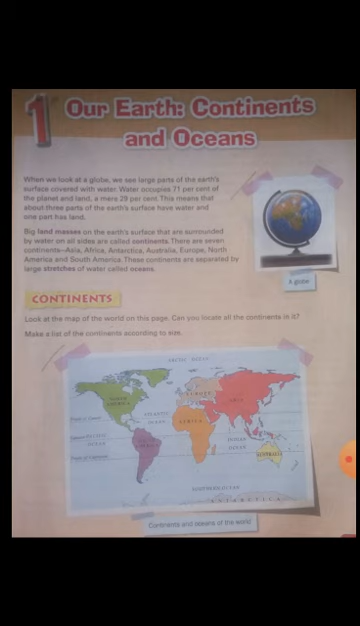 1 Our Earth: Continents
and Oceans
When we look at a globe, we see large parts of the earth's
surface covered with water. Water occupies 71 per cent of
the planet and land, a mere 29 per cent. This means that
about three parts of the earth's surface have water and
one part has land.
Big land masses on the earth's surface that are surrounded
by water on all sides are called continents. There are seven
continents—Asia, Africa, Antarctica, Australia, Europe, North
America and South America. These continents are separated by
large stretches of water called oceans.
A globe
CONTINENTS
Look at the map of the world on this page. Can you locate all the continents in it?
Make a list of the continents according to size.
ARCTIC OCEAN
NORTH
AMERICA
EUROPE
ASIA
ATLANTIC
OCEAN
AFRICA
PACIFIC
OCEAN
SOUTH
AMERICA
OCEAN
AUSTRALIA
SOUTHERN OCEAN
ANTARCTICA
Continents and oceans of the world